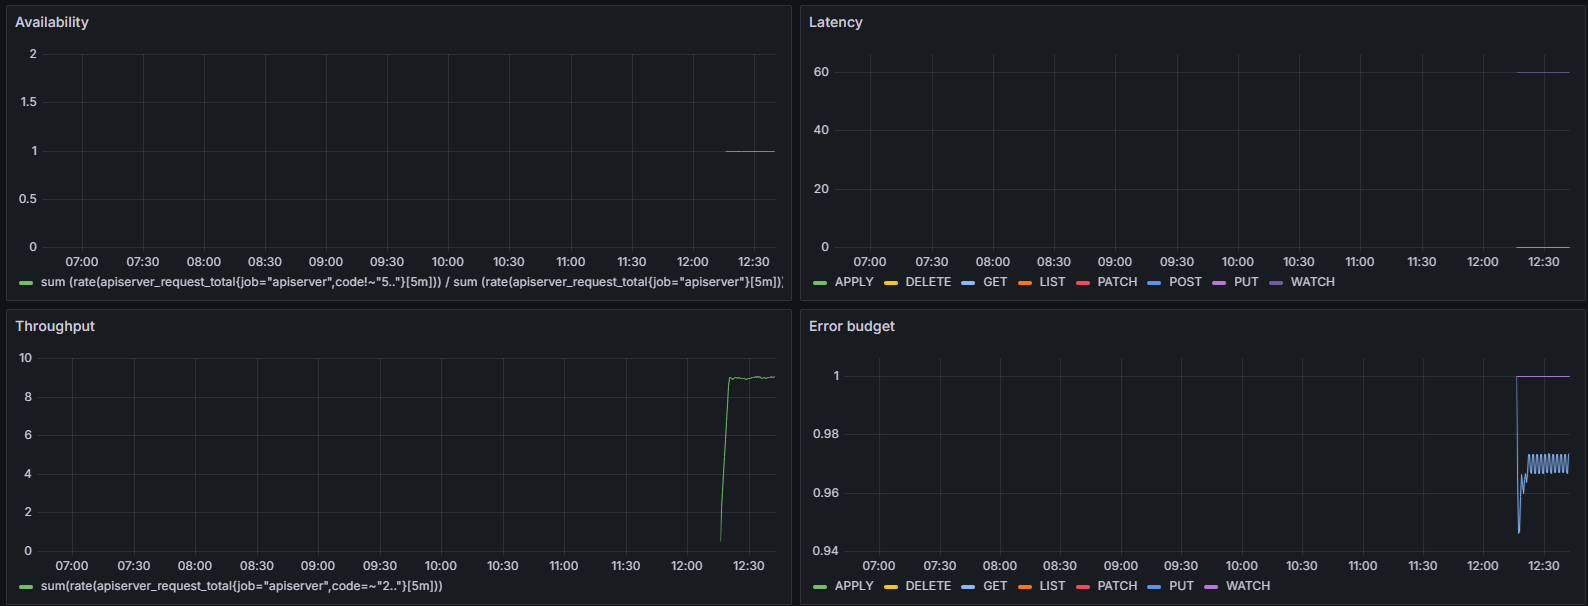 Availability
2
1.5
1
0.5
0
07:00 07:30 08:00 08:30 09:00 09:30 10:00 10:30 11:00 11:30 12:00 12:30
sum (rate(apiserver_request_total{job="apiserver",code!~"5.."}[5m])) / sum (rate(apiserver_request_total{job="apiserver"}[5m]))
Latency
60
40
20
0
07:00 07:30 08:00 08:30 09:00 09:30 10:00 10:30 11:00 11:30 12:00 12:30
APPLY DELETE GET LIST PATCH POST PUT WATCH
Throughput
10
8
6
4
2
0
07:00 07:30 08:00 08:30 09:00 09:30 10:00 10:30 11:00 11:30 12:00 12:30
sum(rate(apiserver_request_total{job="apiserver",code=~"2.."}[5m]))
Error budget
1
0.98
0.96
0.94
07:00 07:30 08:00 08:30 09:00 09:30 10:00 10:30 11:00 11:30 12:00 12:30
APPLY DELETE GET LIST PATCH PUT WATCH